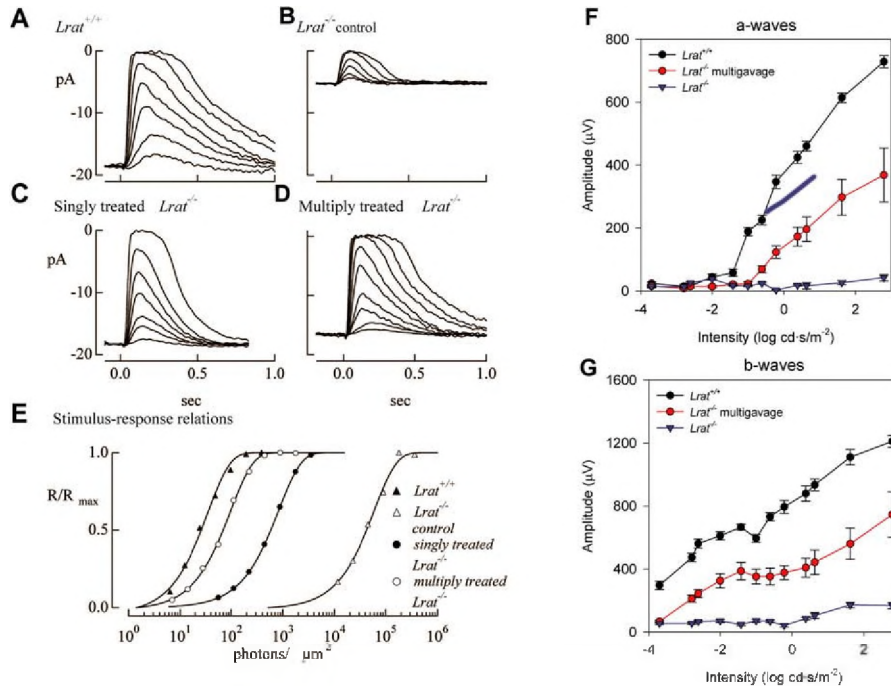 A
Lrat+/+
0
pA
-10
-20
B
Lrat-/- control
C
Singly treated Lrat-/-
0
pA
-10
-20
0.0 0.5 1.0
sec
D
Multiply treated Lrat-/-
0.0 0.5 1.0
sec
E
Stimulus-response relations
1.0
R/R max
0.5
0.0
10^0 10^1 10^2 10^3 10^4 10^5 10^6
photons/ μm2
Lrat+/+
Lrat-/-
control
singly treated
Lrat-/-
multiply treated
Lrat-/-
F
a-waves
Lrat+/+
Lrat-/- multigavage
Lrat-/-
Amplitude (μV)
800
600
400
200
0
-4 -2 0 2
Intensity (log cd·s/m-2)
G
b-waves
Lrat+/+
Lrat-/- multigavage
Lrat-/-
Amplitude (μV)
1600
1200
800
400
0
-4 -2 0 2
Intensity (log cd·s/m-2)